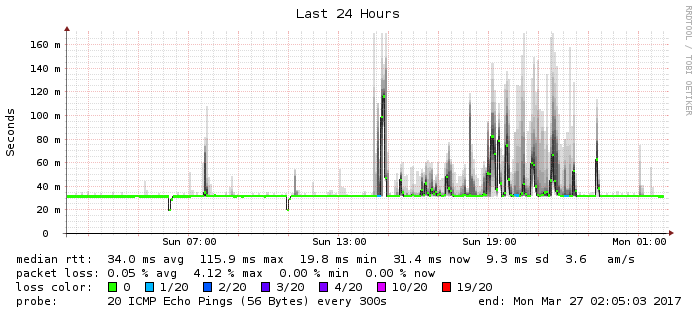 Last 24 Hours
RRDTOOL / TOBI OETIKER
Seconds
160 m
140 m
120 m
100 m
80 m
60 m
40 m
20 m
0
Sun 07:00 Sun 13:00 Sun 19:00 Mon 01:00
median rtt: 34.0 ms avg 115.9 ms max 19.8 ms min 31.4 ms now 9.3 ms sd 3.6 am/s
packet loss: 0.05 % avg 4.12 % max 0.00 % min 0.00 % now
loss color: 0 1/20 2/20 3/20 4/20 10/20 19/20
probe: 20 ICMP Echo Pings (56 Bytes) every 300s end: Mon Mar 27 02:05:03 2017